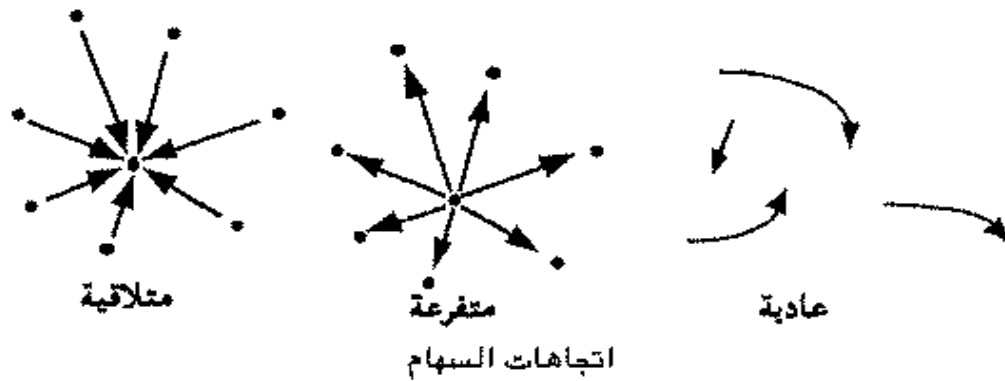 عادية
متفرعة
متلاقية
اتجاهات السهام